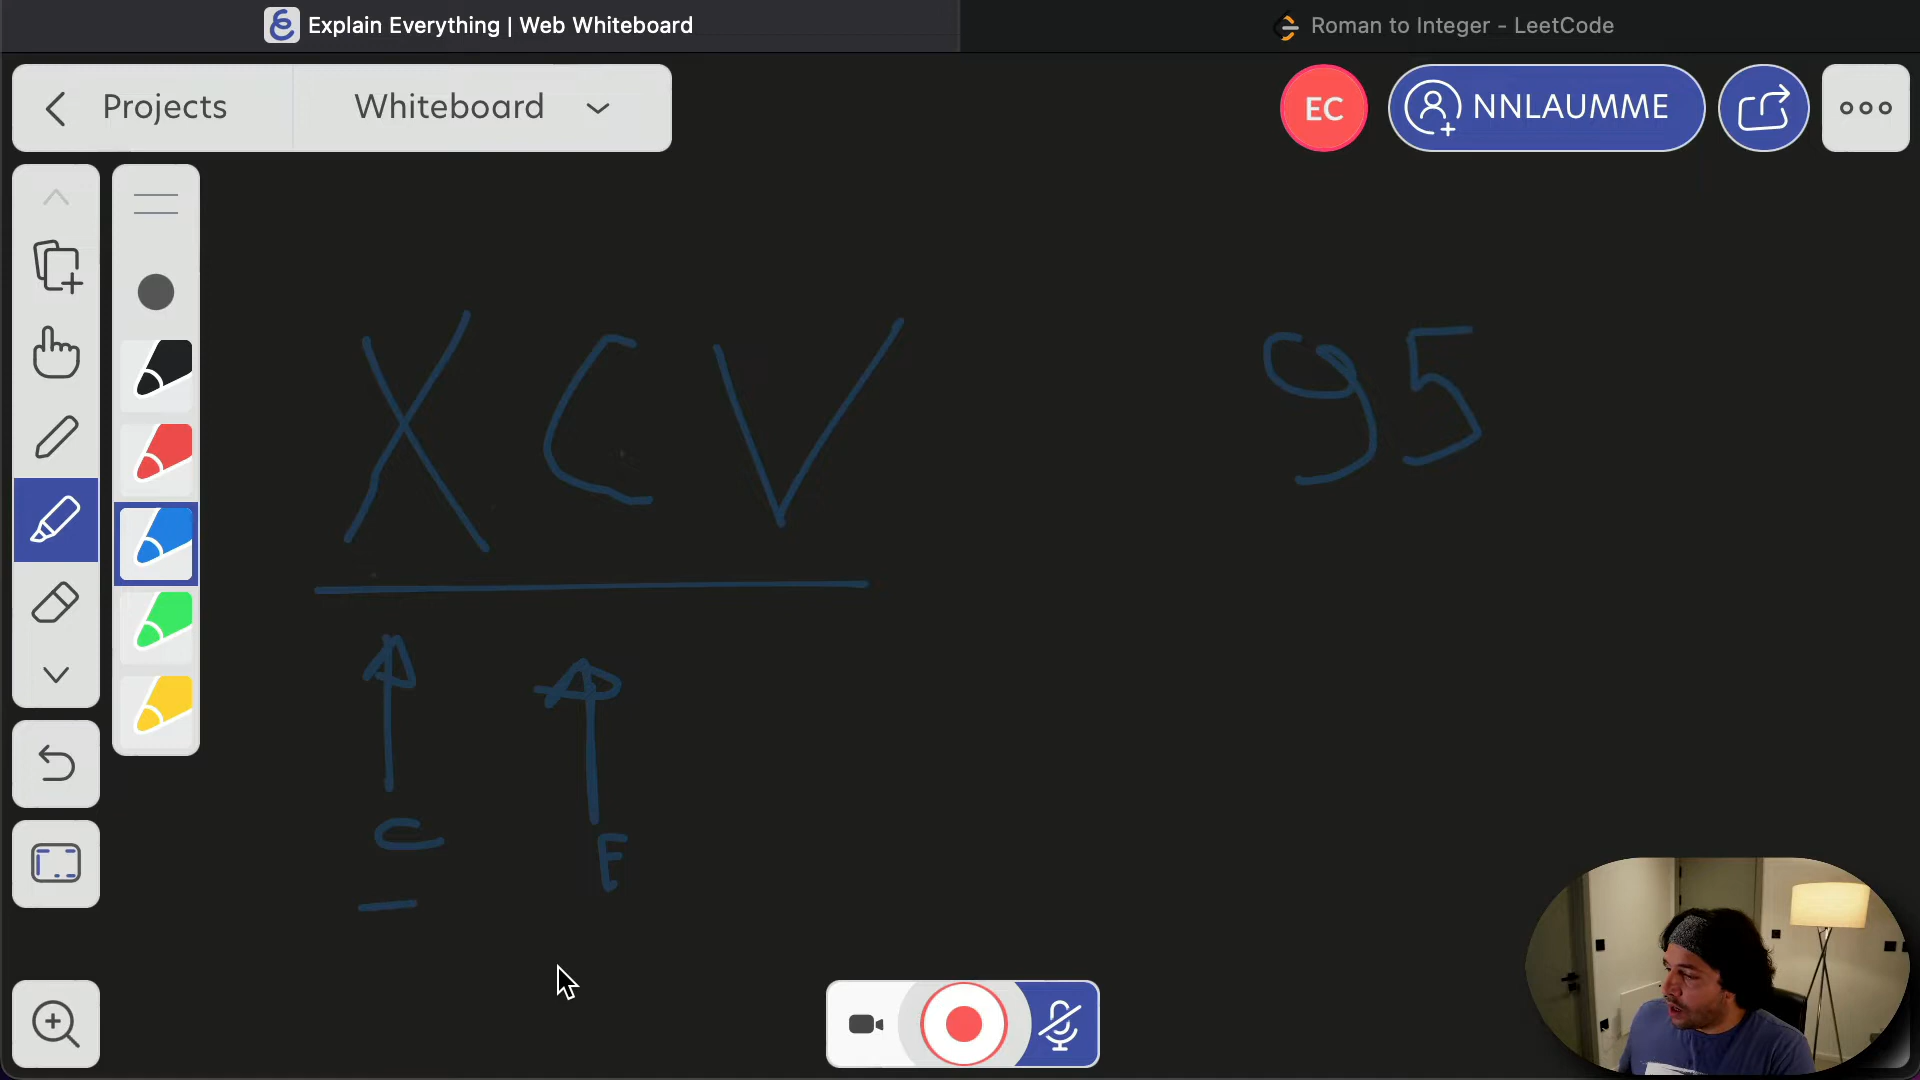 Explain Everything | Web Whiteboard
Roman to Integer - LeetCode
Projects
Whiteboard
EC
NNLAUMME
XCV
95
C
F